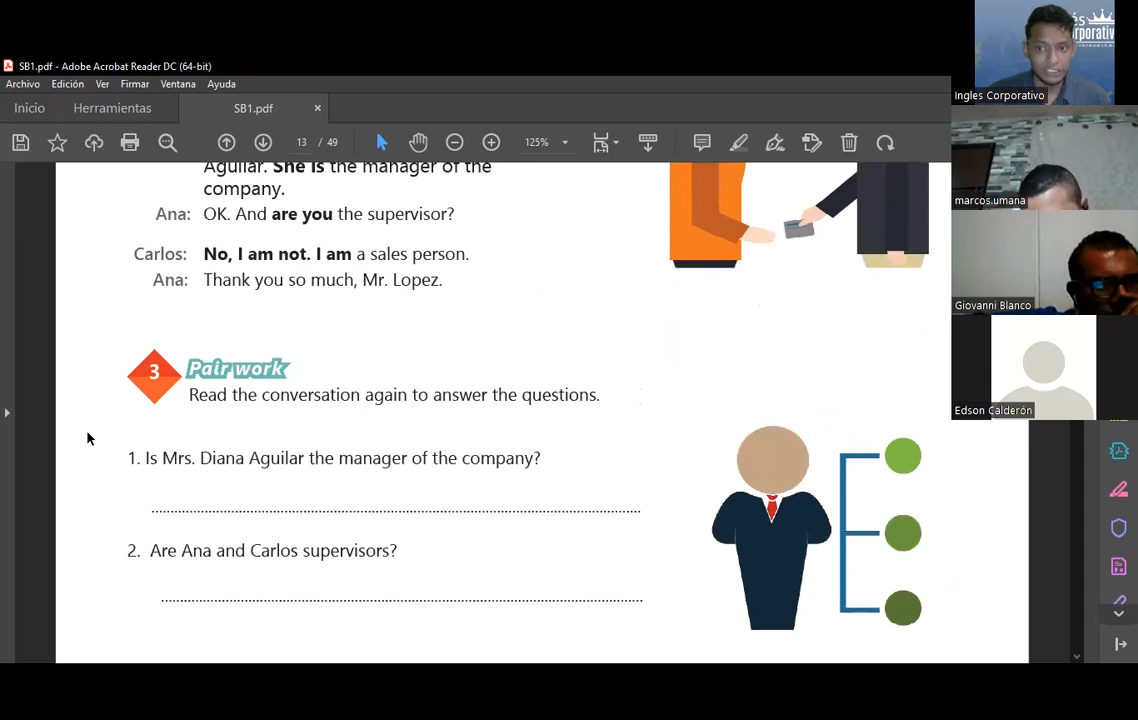 és
orporativo
SB1.pdf - Adobe Acrobat Reader DC (64-bit)
Ingles Corporativo
Archivo Edición Ver Firmar Ventana Ayuda
Inicio Herramientas SB1.pdf ×
13 / 49 125%
Aguilar. She is the manager of the
company.
marcos.umana
Ana: OK. And are you the supervisor?
Carlos: No, I am not. I am a sales person.
Ana: Thank you so much, Mr. Lopez.
Giovanni Blanco
3 Pair work
Read the conversation again to answer the questions.
Edson Calderón
1. Is Mrs. Diana Aguilar the manager of the company?
2. Are Ana and Carlos supervisors?